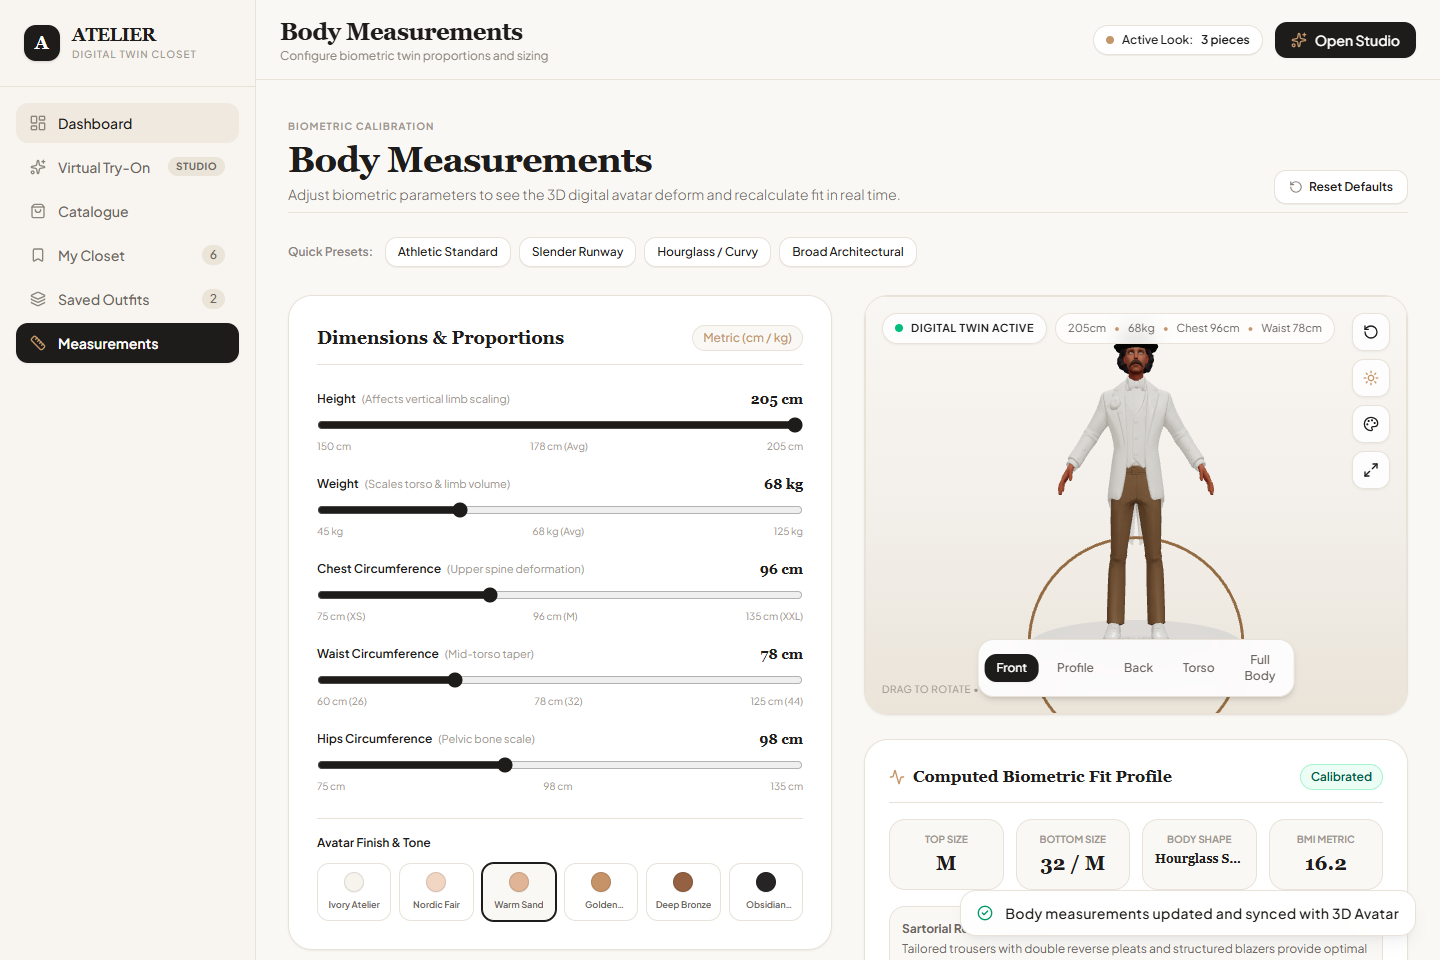 A
ATELIER
DIGITAL TWIN CLOSET
Dashboard
Virtual Try-On
STUDIO
Catalogue
My Closet
6
Saved Outfits
2
Measurements
Body Measurements
Configure biometric twin proportions and sizing
Active Look: 3 pieces
Open Studio
BIOMETRIC CALIBRATION
Body Measurements
Adjust biometric parameters to see the 3D digital avatar deform and recalculate fit in real time.
Reset Defaults
Quick Presets:
Athletic Standard
Slender Runway
Hourglass / Curvy
Broad Architectural
Dimensions & Proportions
Metric (cm / kg)
Height (Affects vertical limb scaling)
205 cm
150 cm
178 cm (Avg)
205 cm
Weight (Scales torso & limb volume)
68 kg
45 kg
68 kg (Avg)
125 kg
Chest Circumference (Upper spine deformation)
96 cm
75 cm (XS)
96 cm (M)
135 cm (XXL)
Waist Circumference (Mid-torso taper)
78 cm
60 cm (26)
78 cm (32)
125 cm (44)
Hips Circumference (Pelvic bone scale)
98 cm
75 cm
98 cm
135 cm
Avatar Finish & Tone
Ivory Atelier
Nordic Fair
Warm Sand
Golden...
Deep Bronze
Obsidian...
DIGITAL TWIN ACTIVE
205cm • 68kg • Chest 96cm • Waist 78cm
Front
Profile
Back
Torso
Full
Body
DRAG TO ROTATE •
Computed Biometric Fit Profile
Calibrated
TOP SIZE
M
BOTTOM SIZE
32 / M
BODY SHAPE
Hourglass S...
BMI METRIC
16.2
Body measurements updated and synced with 3D Avatar
Sartorial
Tailored trousers with double reverse pleats and structured blazers provide optimal